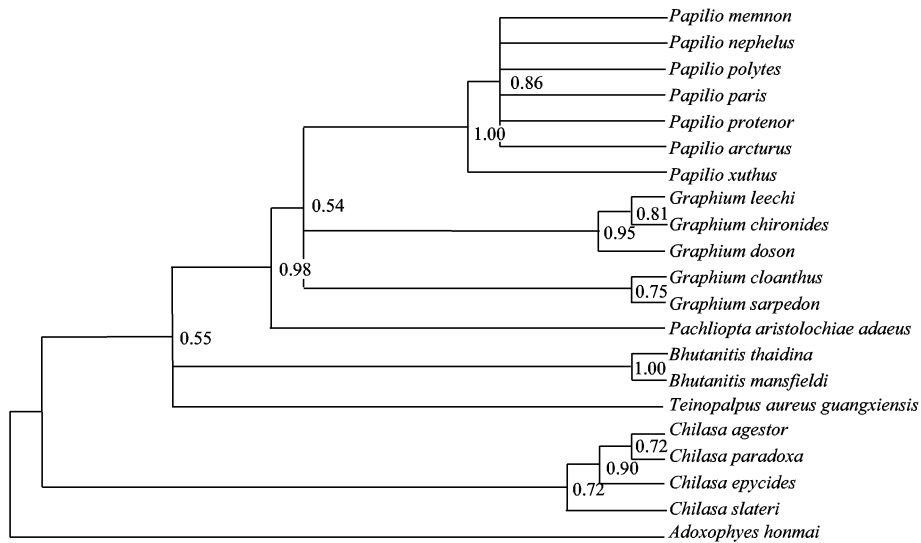 Papilio memnon
Papilio nephelus
Papilio polytes
0.86
Papilio paris
Papilio protenor
1.00
Papilio arcturus
Papilio xuthus
Graphium leechi
0.54
0.81
Graphium chironides
0.95
Graphium doson
0.98
Graphium cloanthus
0.75
Graphium sarpedon
Pachliopta aristolochiae adaeus
0.55
Bhutanitis thaidina
1.00
Bhutanitis mansfieldi
Teinopalpus aureus guangxiensis
Chilasa agestor
0.72
Chilasa paradoxa
0.90
Chilasa epycides
0.72
Chilasa slateri
Adoxophyes honmai